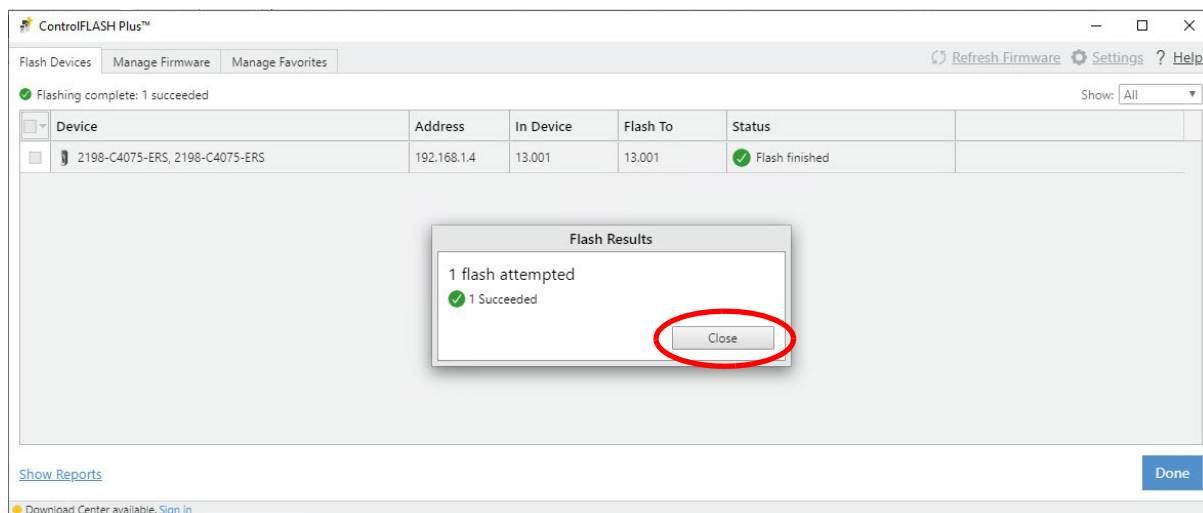 ControlFLASH Plus™
Flash Devices Manage Firmware Manage Favorites Refresh Firmware Settings ? Help
Flashing complete: 1 succeeded Show: All
Device Address In Device Flash To Status
2198-C4075-ERS, 2198-C4075-ERS 192.168.1.4 13.001 13.001 Flash finished
Flash Results
1 flash attempted
1 Succeeded
Close
Show Reports Done
Download Center available. Sign in